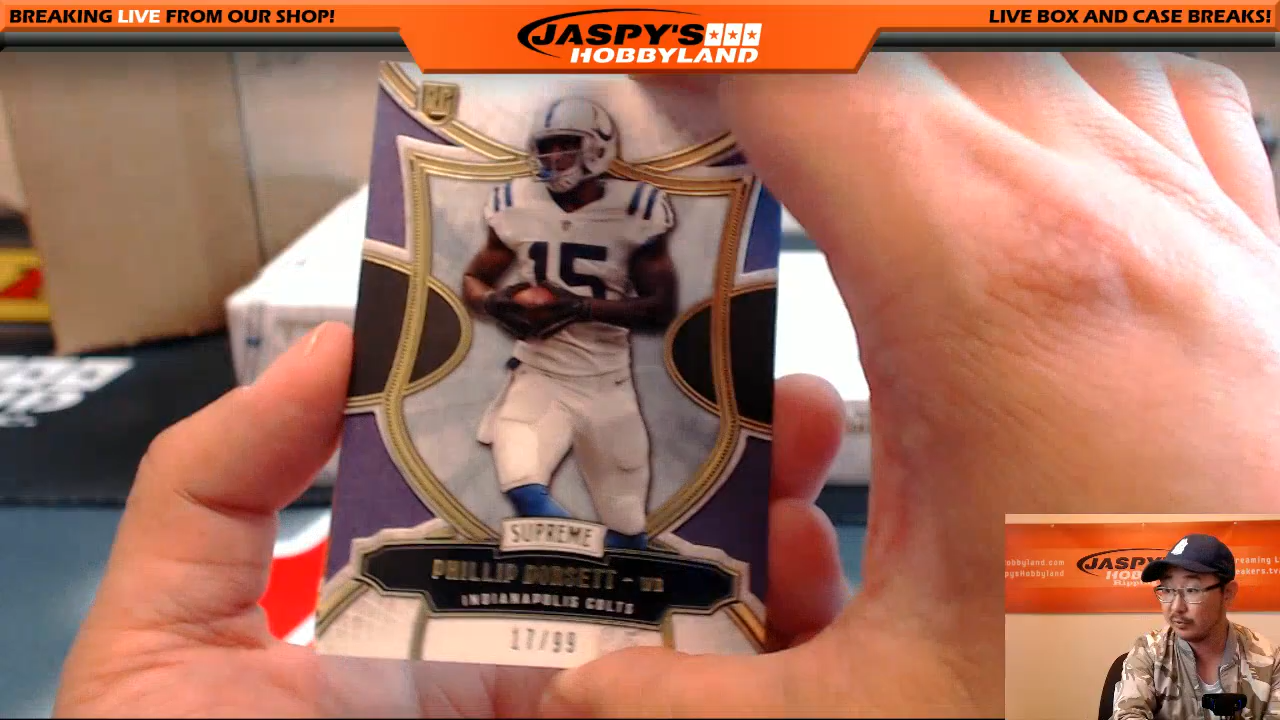 BREAKING LIVE FROM OUR SHOP!
JASPY'S
HOBBYLAND
LIVE BOX AND CASE BREAKS!
RC
15
SUPREME
PHILLIP DORSETT - WR
INDIANAPOLIS COLTS
17/99
JASPY'S